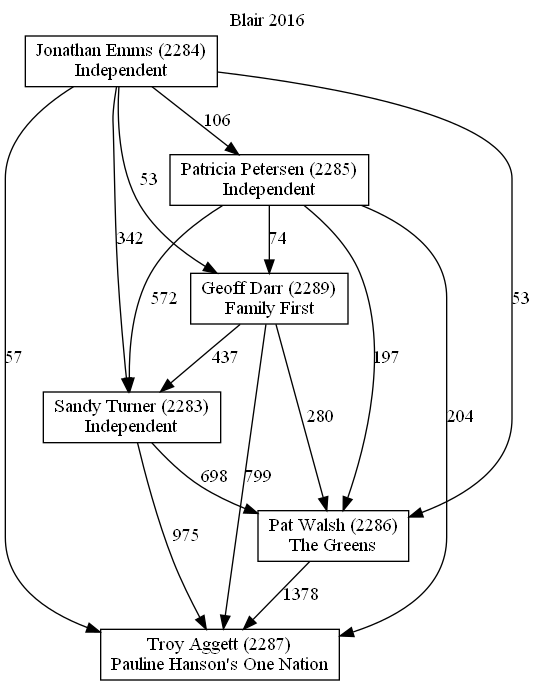 Blair 2016
Jonathan Emms (2284)
Independent
106
Patricia Petersen (2285)
Independent
53
342
74
Geoff Darr (2289)
Family First
572
53
57
437
197
Sandy Turner (2283)
Independent
280
204
698
799
975
Pat Walsh (2286)
The Greens
1378
Troy Aggett (2287)
Pauline Hanson's One Nation